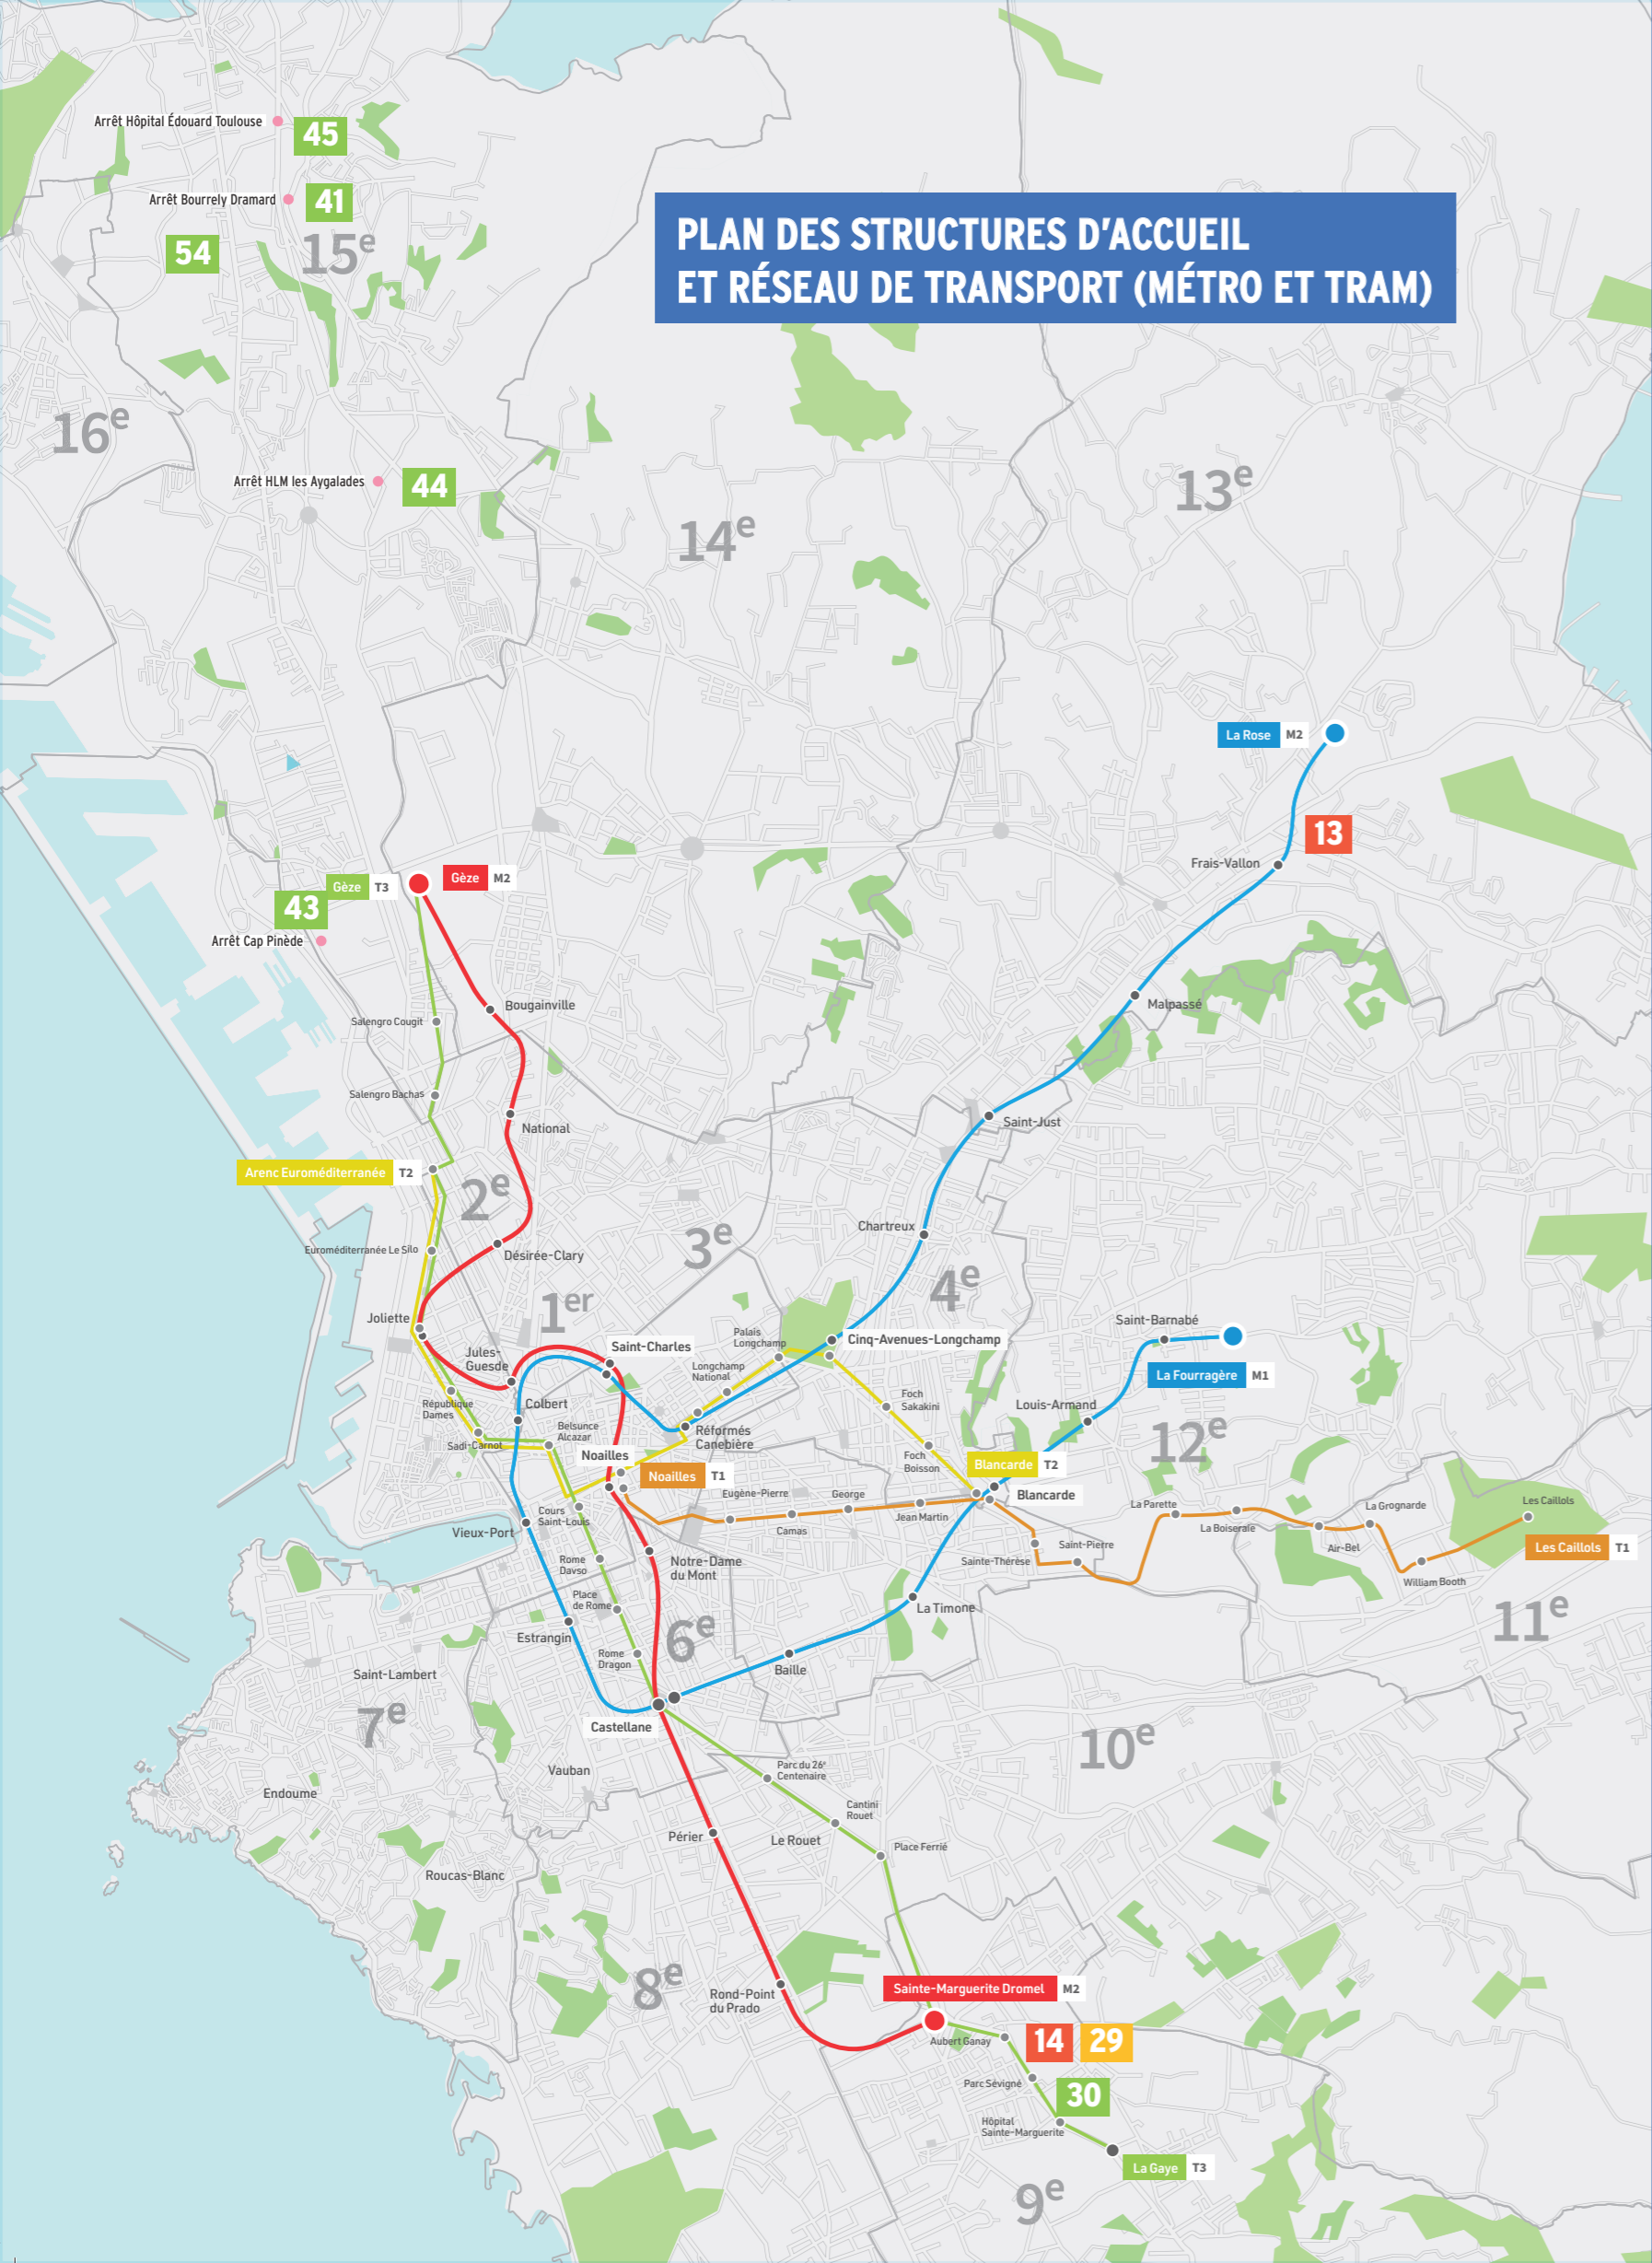 Arrêt Hôpital Édouard Toulouse
45
Arrêt Bourrely Dramard
41
54
15e
PLAN DES STRUCTURES D'ACCUEIL
ET RÉSEAU DE TRANSPORT (MÉTRO ET TRAM)
16e
Arrêt HLM les Aygalades
44
14e
13e
La Rose M2
13
Frais-Vallon
Gèze M2
Gèze T3
43
Arrêt Cap Pinède
Bougainville
Malpassé
Salengro Cougit
Salengro Bachas
National
Saint-Just
Arenc Euroméditerranée T2
2e
Chartreux
3e
Euroméditerranée Le Silo
Désirée-Clary
4e
1er
Joliette
Saint-Barnabé
Palais
Longchamp
Cinq-Avenues-Longchamp
Saint-Charles
Jules-
Guesde
Longchamp
National
La Fourragère M1
Foch
Sakakini
Louis-Armand
République
Dames
Colbert
Belsunce
Alcazar
Réformés
Canebière
12e
Sadi-Carnot
Noailles
Foch
Boisson
Blancarde T2
Noailles T1
Eugène-Pierre
George
Blancarde
La Parette
La Grognarde
Les Caillols
Cours
Saint-Louis
Jean Martin
Camas
La Boiseraie
Vieux-Port
Air-Bel
Les Caillols T1
Saint-Pierre
Sainte-Thérèse
Rome
Davso
Notre-Dame
du Mont
William Booth
Place
de Rome
La Timone
11e
Estrangin
6e
Rome
Dragon
Baille
Saint-Lambert
7e
Castellane
10e
Vauban
Parc du 26e
Centenaire
Endoume
Cantini
Rouet
Périer
Le Rouet
Place Ferrié
Roucas-Blanc
8e
Rond-Point
du Prado
Sainte-Marguerite Dromel M2
Aubert Ganay
14
29
Parc Sévigné
30
Hôpital
Sainte-Marguerite
La Gaye T3
9e